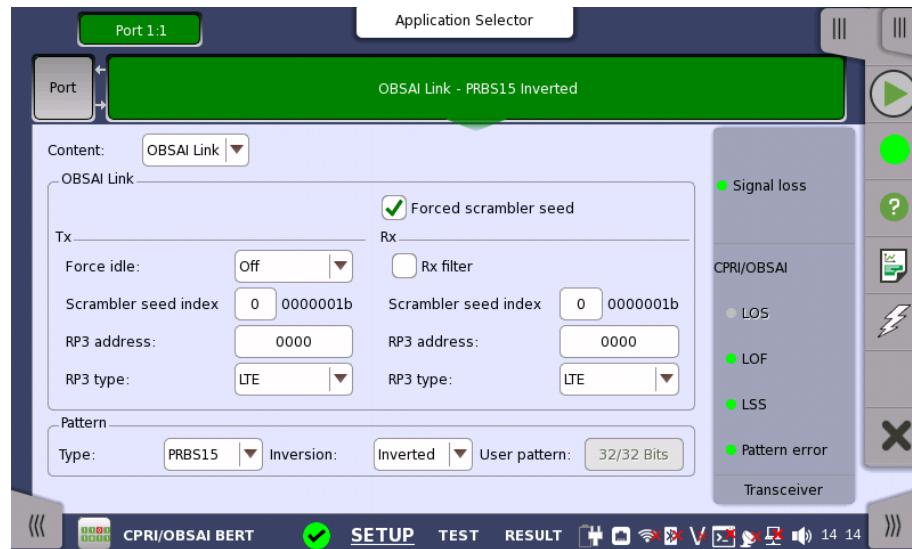 Port 1:1
Application Selector
Port
OBSAI Link - PRBS15 Inverted
Content: OBSAI Link
OBSAI Link
Forced scrambler seed
Tx
Rx
Force idle: Off
Rx filter
Scrambler seed index 0 0000001b
Scrambler seed index 0 0000001b
RP3 address: 0000
RP3 address: 0000
RP3 type: LTE
RP3 type: LTE
Pattern
Type: PRBS15 Inversion: Inverted User pattern: 32/32 Bits
Signal loss
CPRI/OBSAI
LOS
LOF
LSS
Pattern error
Transceiver
CPRI/OBSAI BERT SETUP TEST RESULT 14 14